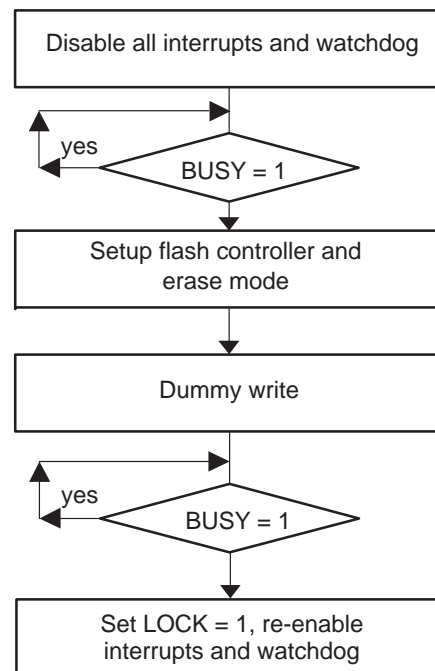 Disable all interrupts and watchdog
yes
BUSY = 1
Setup flash controller and
erase mode
Dummy write
yes
BUSY = 1
Set LOCK = 1, re-enable
interrupts and watchdog